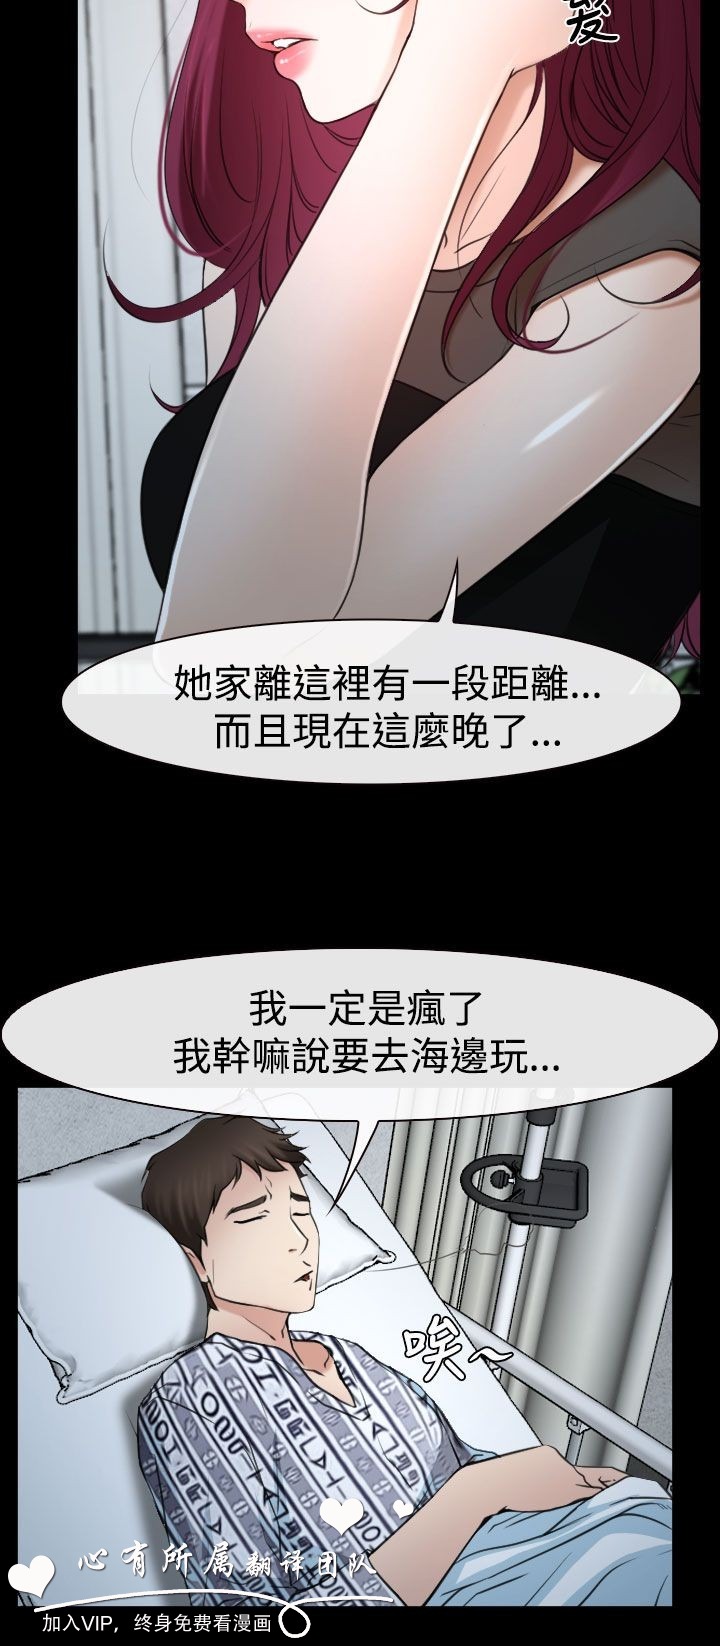 髮
她家離這裡有一段距離...
而且現在這麼晚了...
我一定是瘋了
我幹嘛說要去海邊玩...
唉~
心有所属翻译团队
加入VIP，终身免费看漫画